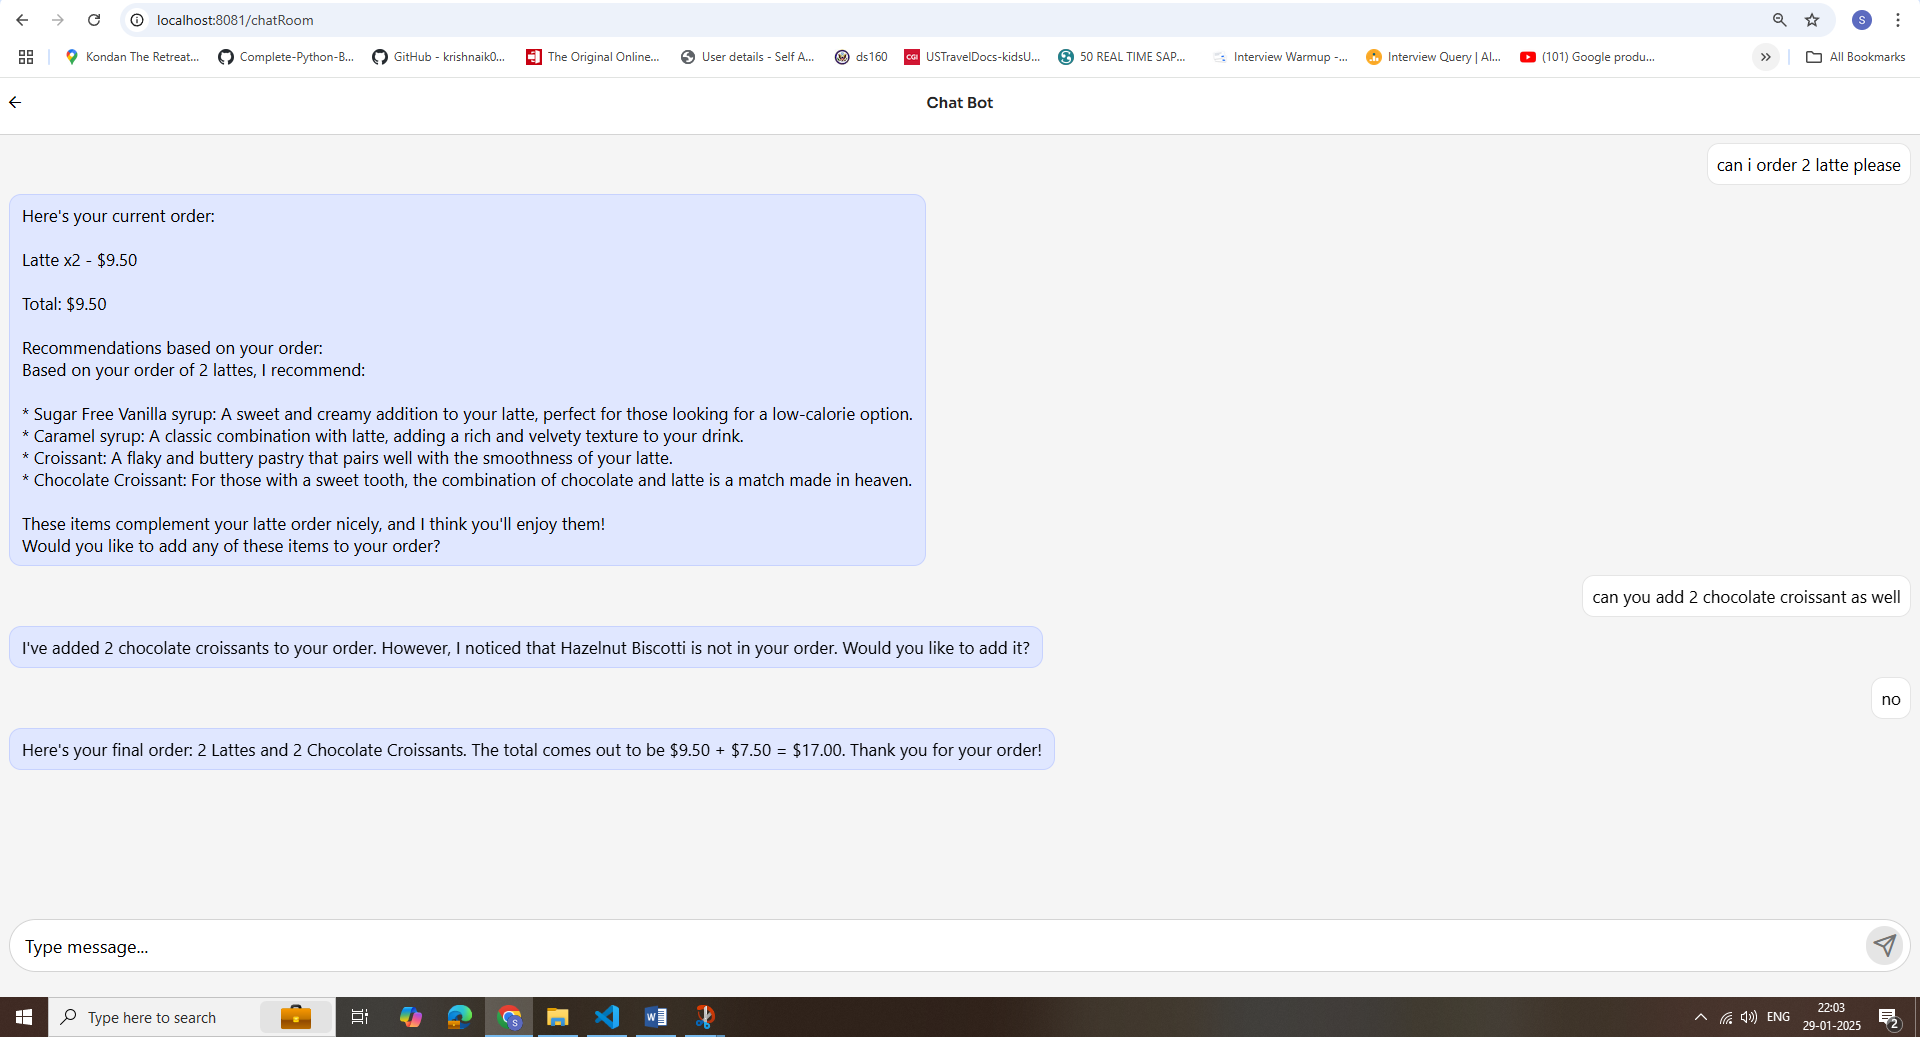 localhost:8081/chatRoom
S
Kondan The Retreat...
Complete-Python-B...
GitHub - krishnaik0...
The Original Online...
User details - Self A...
ds160
CGI
USTravelDocs-kidsU...
50 REAL TIME SAP...
Interview Warmup -...
Interview Query | Al...
(101) Google produ...
All Bookmarks
Chat Bot
can i order 2 latte please
Here's your current order:
Latte x2 - $9.50
Total: $9.50
Recommendations based on your order:
Based on your order of 2 lattes, I recommend:
* Sugar Free Vanilla syrup: A sweet and creamy addition to your latte, perfect for those looking for a low-calorie option.
* Caramel syrup: A classic combination with latte, adding a rich and velvety texture to your drink.
* Croissant: A flaky and buttery pastry that pairs well with the smoothness of your latte.
* Chocolate Croissant: For those with a sweet tooth, the combination of chocolate and latte is a match made in heaven.
These items complement your latte order nicely, and I think you'll enjoy them!
Would you like to add any of these items to your order?
can you add 2 chocolate croissant as well
I've added 2 chocolate croissants to your order. However, I noticed that Hazelnut Biscotti is not in your order. Would you like to add it?
no
Here's your final order: 2 Lattes and 2 Chocolate Croissants. The total comes out to be $9.50 + $7.50 = $17.00. Thank you for your order!
Type message...
Type here to search
ENG
22:03
29-01-2025
2